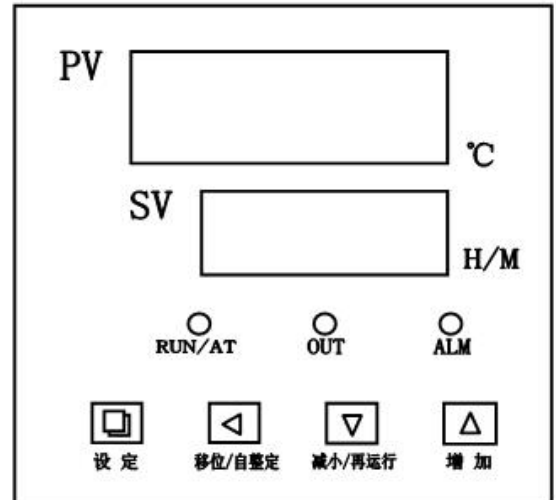 PV
℃
SV
H/M
RUN/AT OUT ALM
设 定 移位/自整定 减小/再运行 增 加